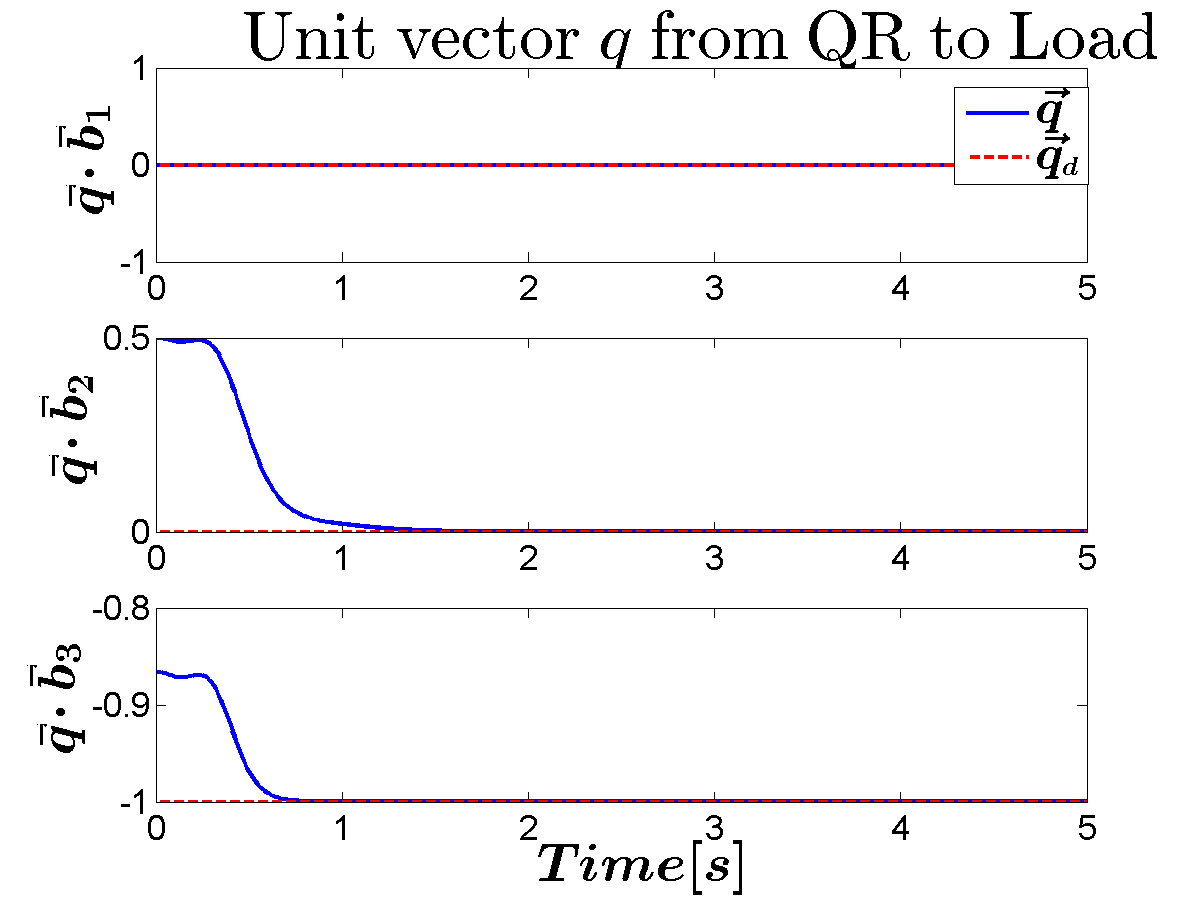 Unit vector q from QR to Load
1
0
-1
q⃗ · b⃗₁
q⃗
q⃗d
0 1 2 3 4 5
0.5
0
q⃗ · b⃗₂
0 1 2 3 4 5
-0.8
-0.9
-1
q⃗ · b⃗₃
0 1 2 3 4 5
Time[s]